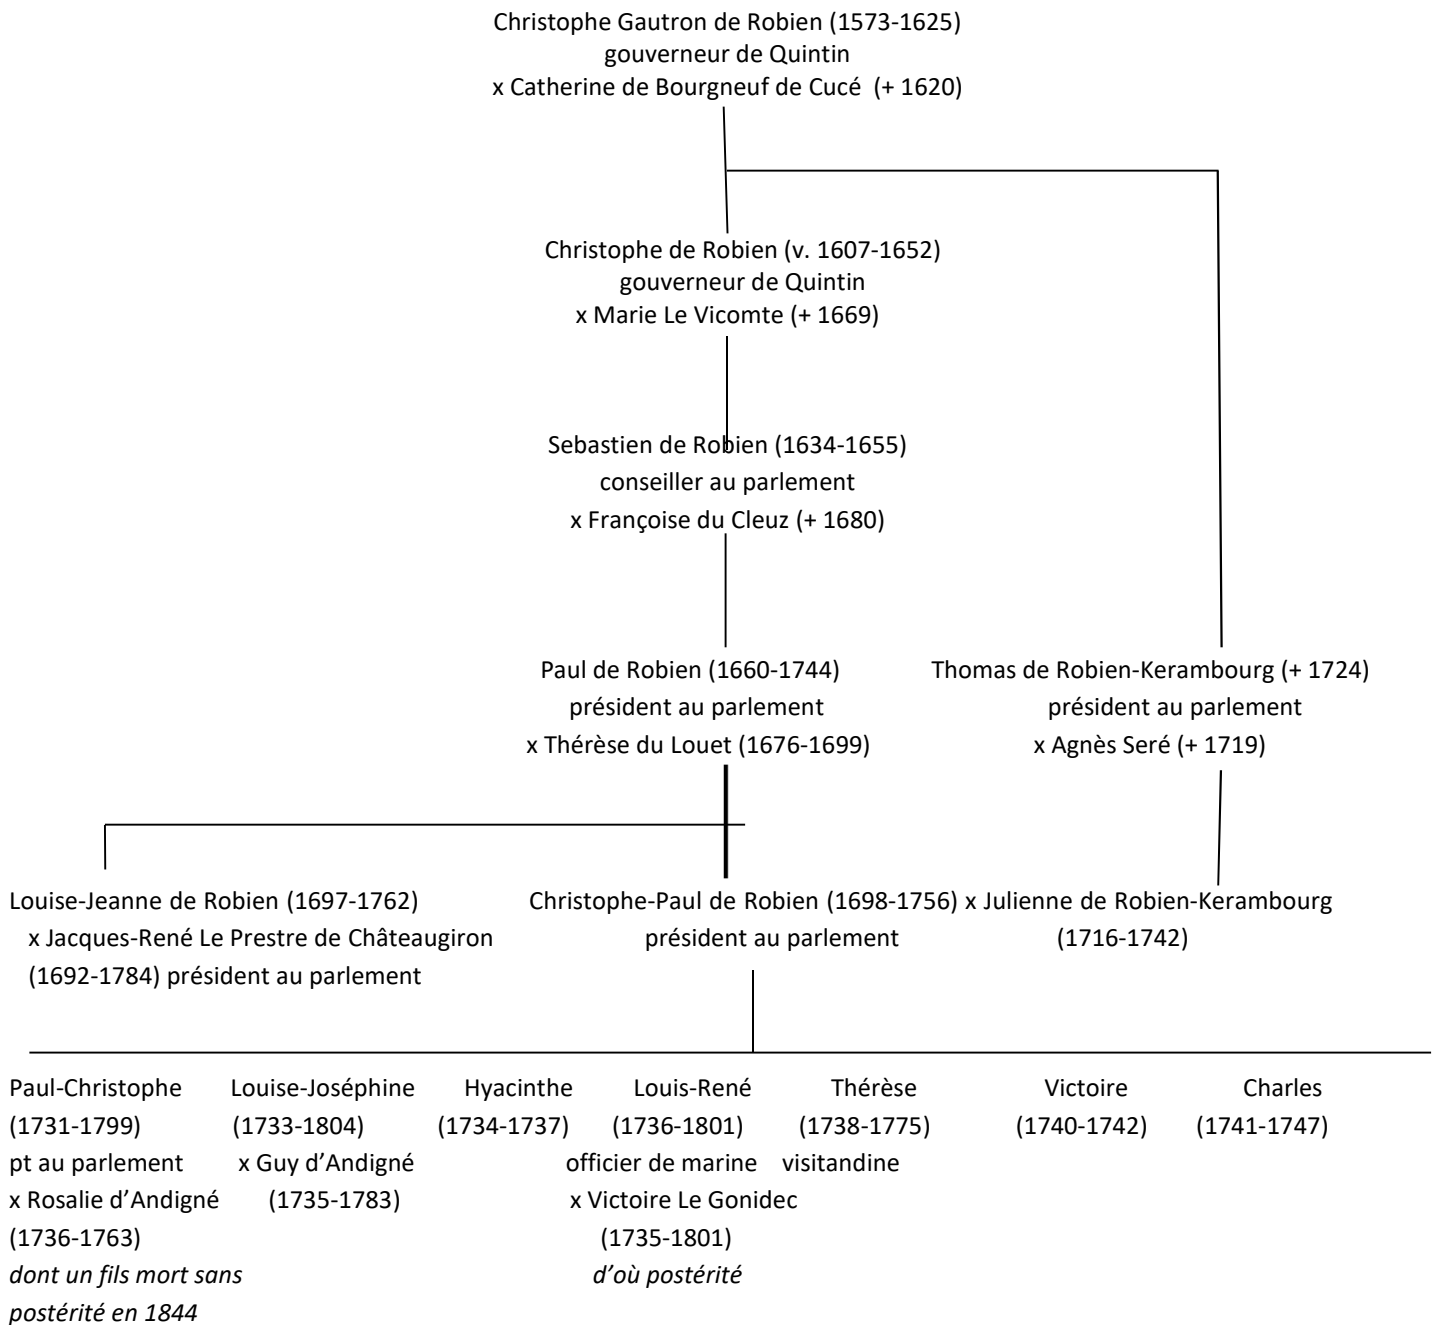 Christophe Gautron de Robien (1573-1625)
gouverneur de Quintin
x Catherine de Bourgneuf de Cucé (+ 1620)
Christophe de Robien (v. 1607-1652)
gouverneur de Quintin
x Marie Le Vicomte (+ 1669)
Sebastien de Robien (1634-1655)
conseiller au parlement
x Françoise du Cleuz (+ 1680)
Paul de Robien (1660-1744)
président au parlement
x Thérèse du Louet (1676-1699)
Thomas de Robien-Kerambourg (+ 1724)
président au parlement
x Agnès Seré (+ 1719)
Louise-Jeanne de Robien (1697-1762)
x Jacques-René Le Prestre de Châteaugiron
(1692-1784) président au parlement
Christophe-Paul de Robien (1698-1756) x Julienne de Robien-Kerambourg
président au parlement (1716-1742)
Paul-Christophe
(1731-1799)
pt au parlement
x Rosalie d’Andigné
(1736-1763)
dont un fils mort sans
postérité en 1844
Louise-Joséphine
(1733-1804)
x Guy d’Andigné
(1735-1783)
Hyacinthe
(1734-1737)
Louis-René
(1736-1801)
officier de marine
x Victoire Le Gonidec
(1735-1801)
d’où postérité
Thérèse
(1738-1775)
visitandine
Victoire
(1740-1742)
Charles
(1741-1747)